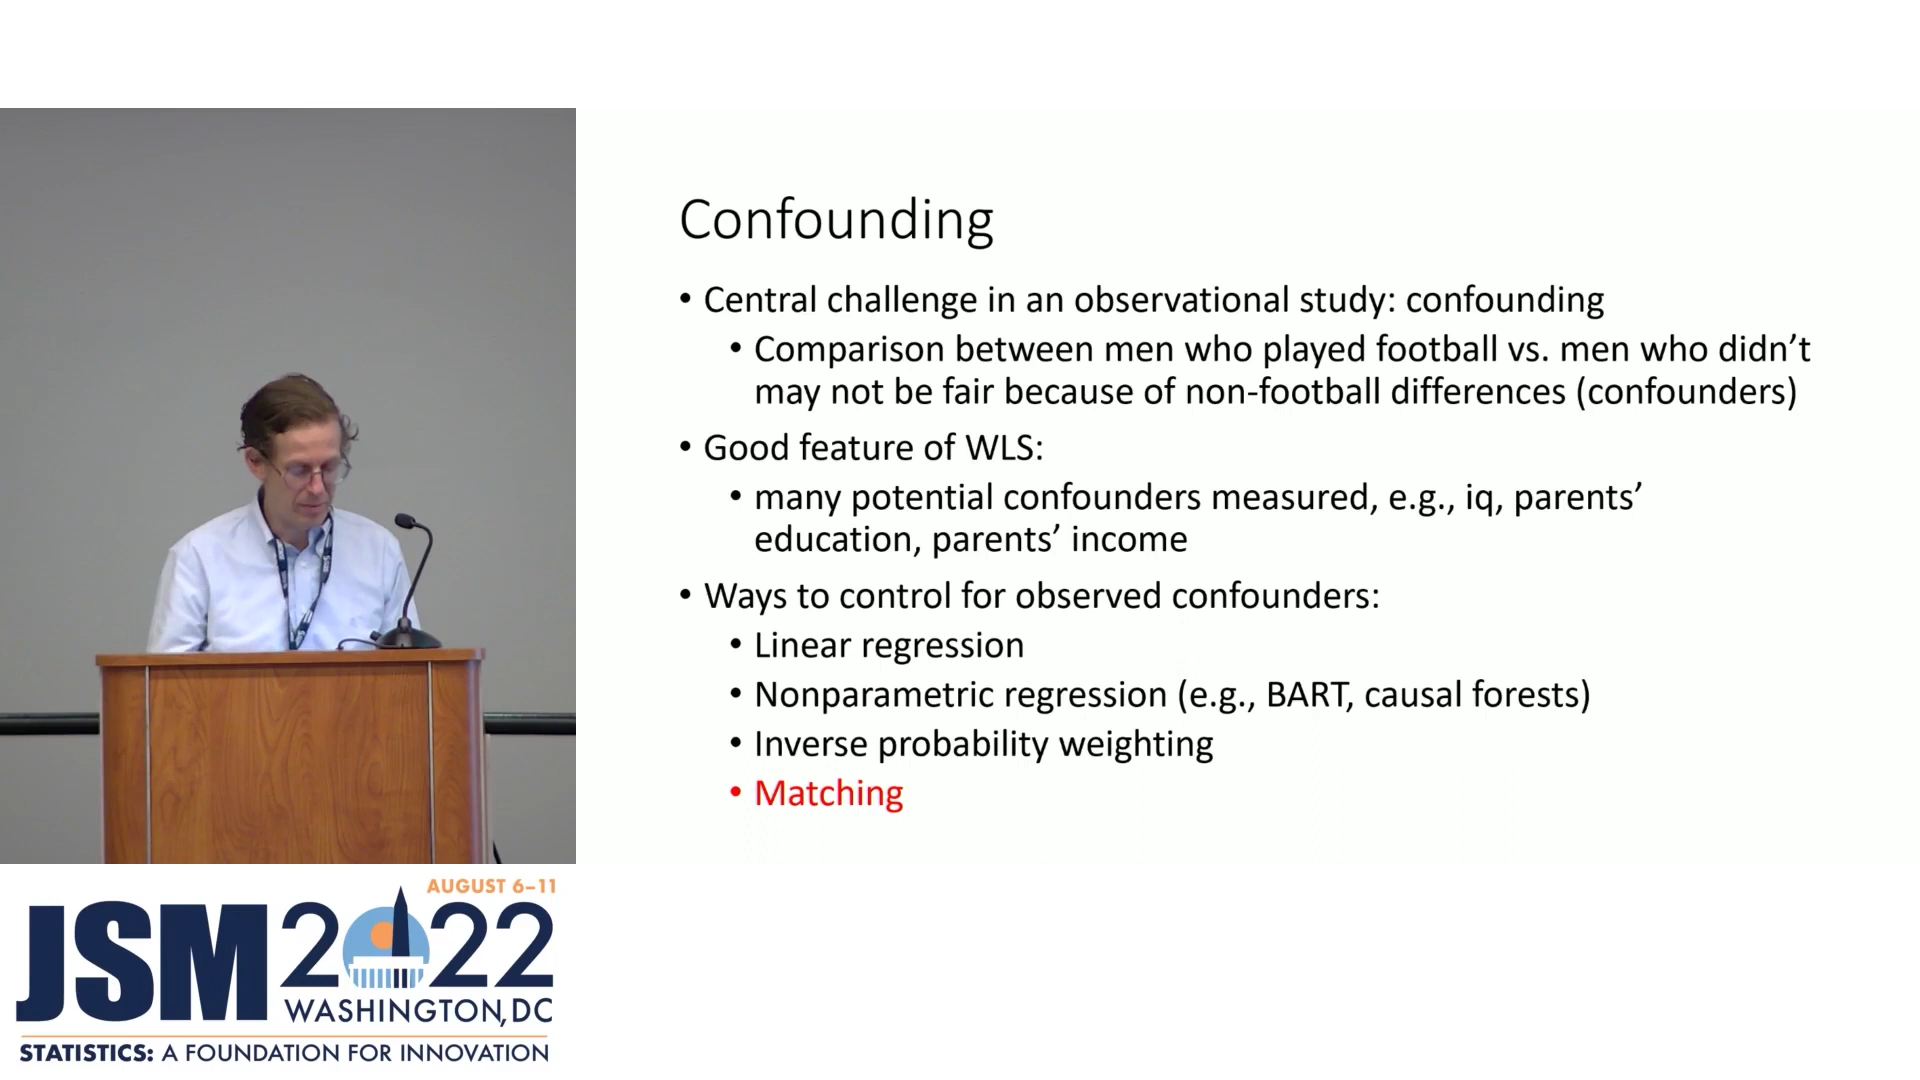 Confounding
• Central challenge in an observational study: confounding
• Comparison between men who played football vs. men who didn’t
may not be fair because of non-football differences (confounders)
• Good feature of WLS:
• many potential confounders measured, e.g., iq, parents’
education, parents’ income
• Ways to control for observed confounders:
• Linear regression
• Nonparametric regression (e.g., BART, causal forests)
• Inverse probability weighting
• Matching
AUGUST 6–11
JSM 2022
WASHINGTON, DC
STATISTICS: A FOUNDATION FOR INNOVATION